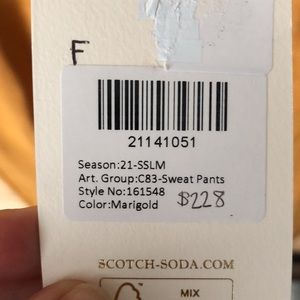 F
21141051
Season:21-SSLM
Art. Group:C83-Sweat Pants
Style No:161548
Color:Marigold
$228
SCOTCH-SODA.COM
MIX